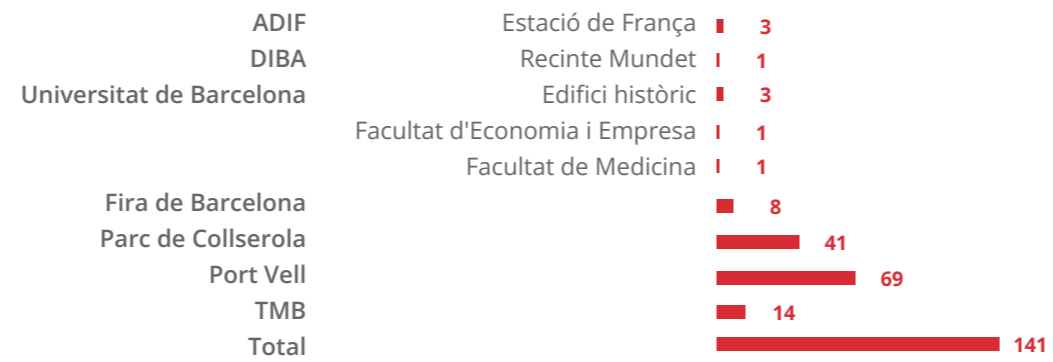 ADIF Estació de França 3
DIBA Recinte Mundet 1
Universitat de Barcelona Edifici històric 3
Facultat d'Economia i Empresa 1
Facultat de Medicina 1
Fira de Barcelona 8
Parc de Collserola 41
Port Vell 69
TMB 14
Total 141